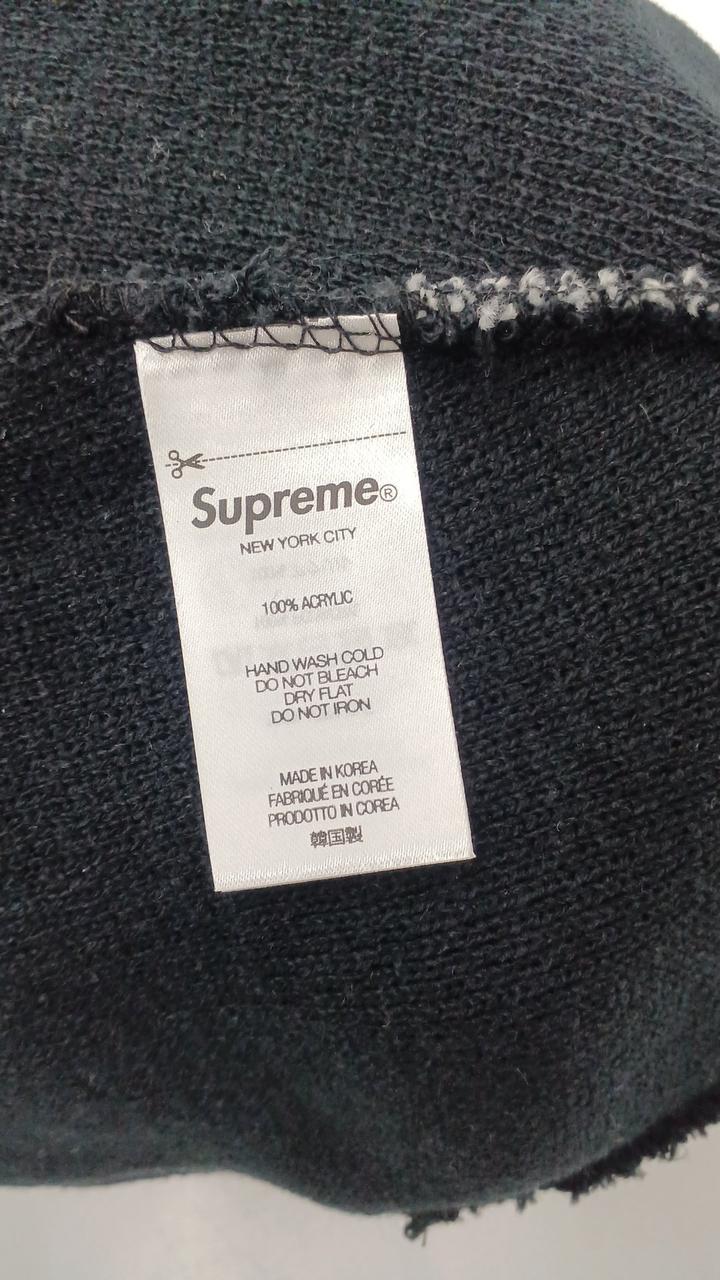 Supreme®
NEW YORK CITY
100% ACRYLIC
HAND WASH COLD
DO NOT BLEACH
DRY FLAT
DO NOT IRON
MADE IN KOREA
FABRIQUÉ EN CORÉE
PRODOTTO IN COREA
韓国製